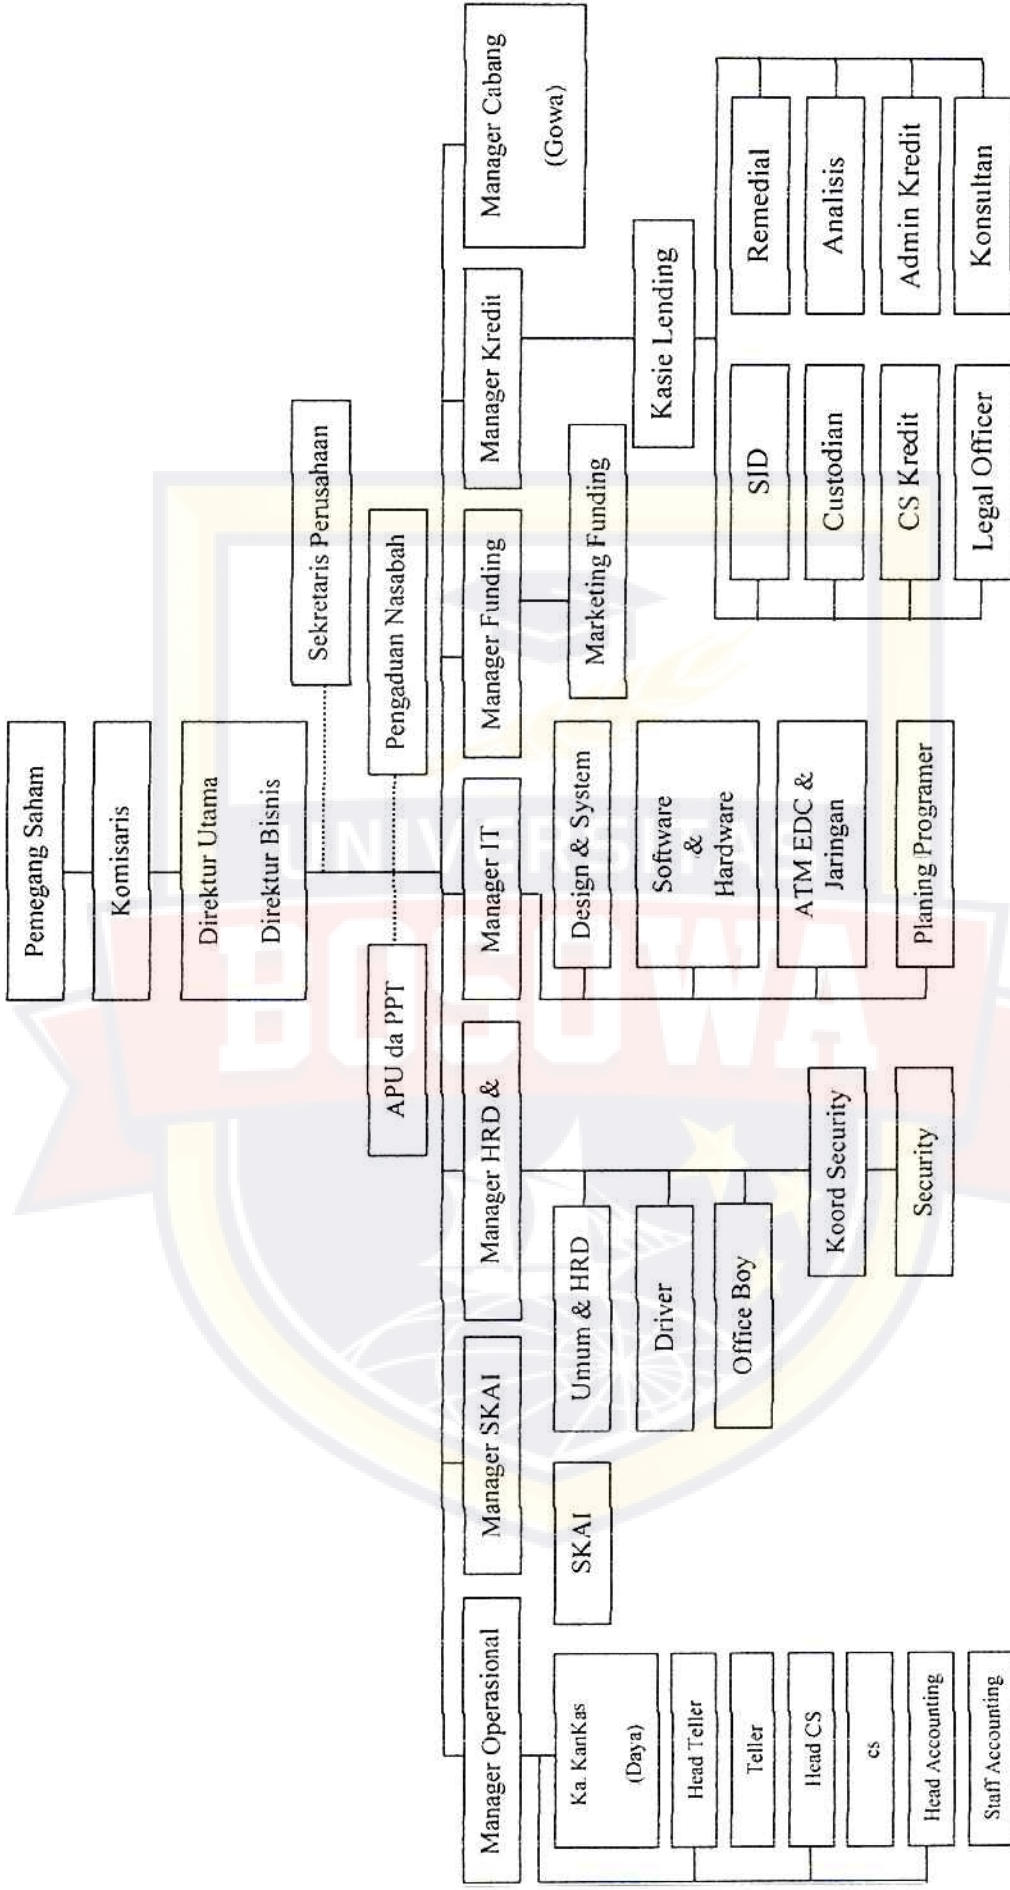 Pemegang Saham
Komisaris
Direktur Utama
Direktur Bisnis
Sekretaris Perusahaan
APU da PPT
Pengaduan Nasabah
Manager Operasional
Manager SKAI
Manager HRD &
Manager IT
Manager Funding
Manager Kredit
Manager Cabang
(Gowa)
Ka. KanKas
(Daya)
Head Teller
Teller
Head CS
cs
Head Accounting
Staff Accounting
SKAI
Umum & HRD
Driver
Office Boy
Koord Security
Security
Design & System
Software
&
Hardware
ATM EDC &
Jaringan
Planing Programer
Marketing Funding
Kasie Lending
SID
Custodian
CS Kredit
Legal Officer
Remedial
Analisis
Admin Kredit
Konsultan
UNIVERSITAS
BOSOWA